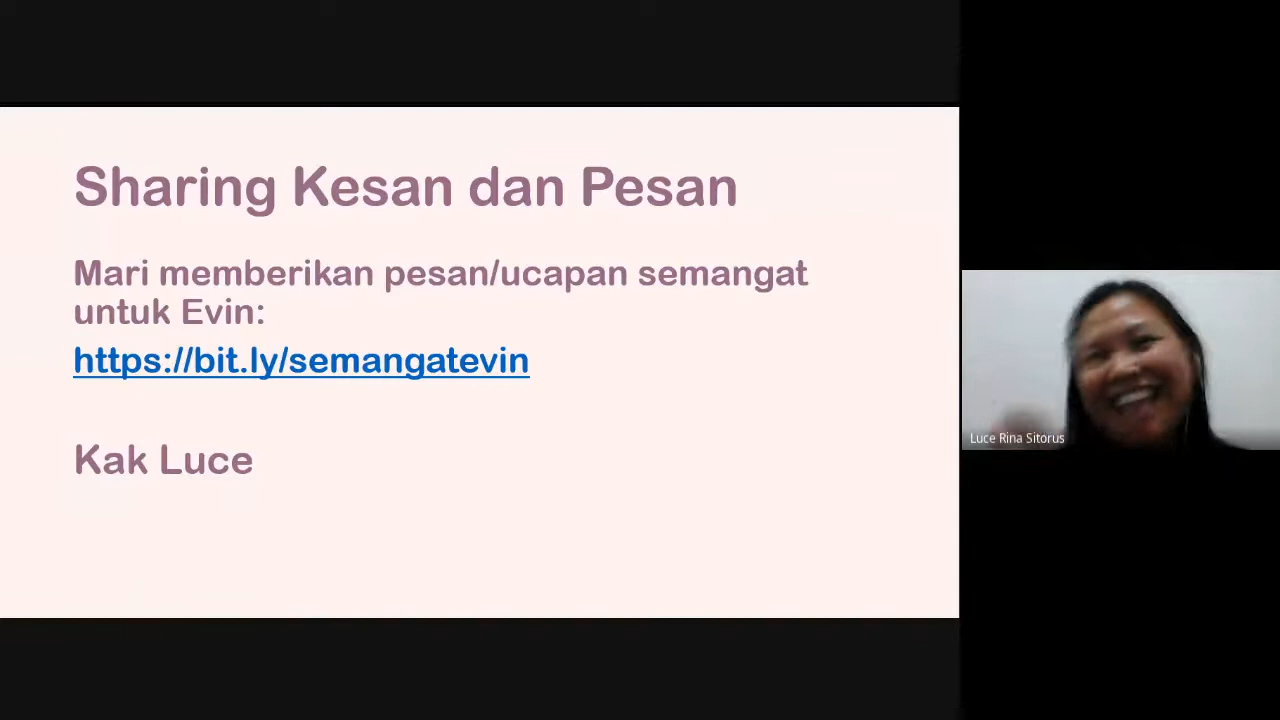 Sharing Kesan dan Pesan
Mari memberikan pesan/ucapan semangat
untuk Evin:
https://bit.ly/semangatevin
Kak Luce
Luce Rina Sitorus